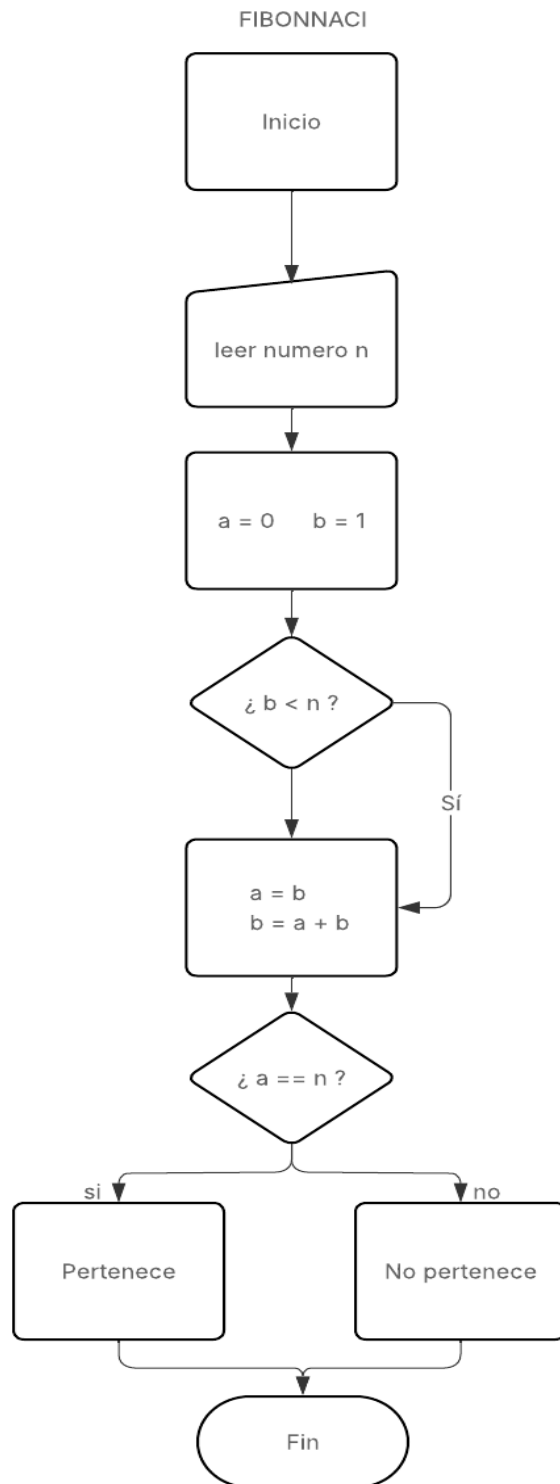 FIBONNACI
Inicio
leer numero n
a = 0 b = 1
¿ b < n ?
Sí
a = b
b = a + b
¿ a == n ?
si
no
Pertenece
No pertenece
Fin